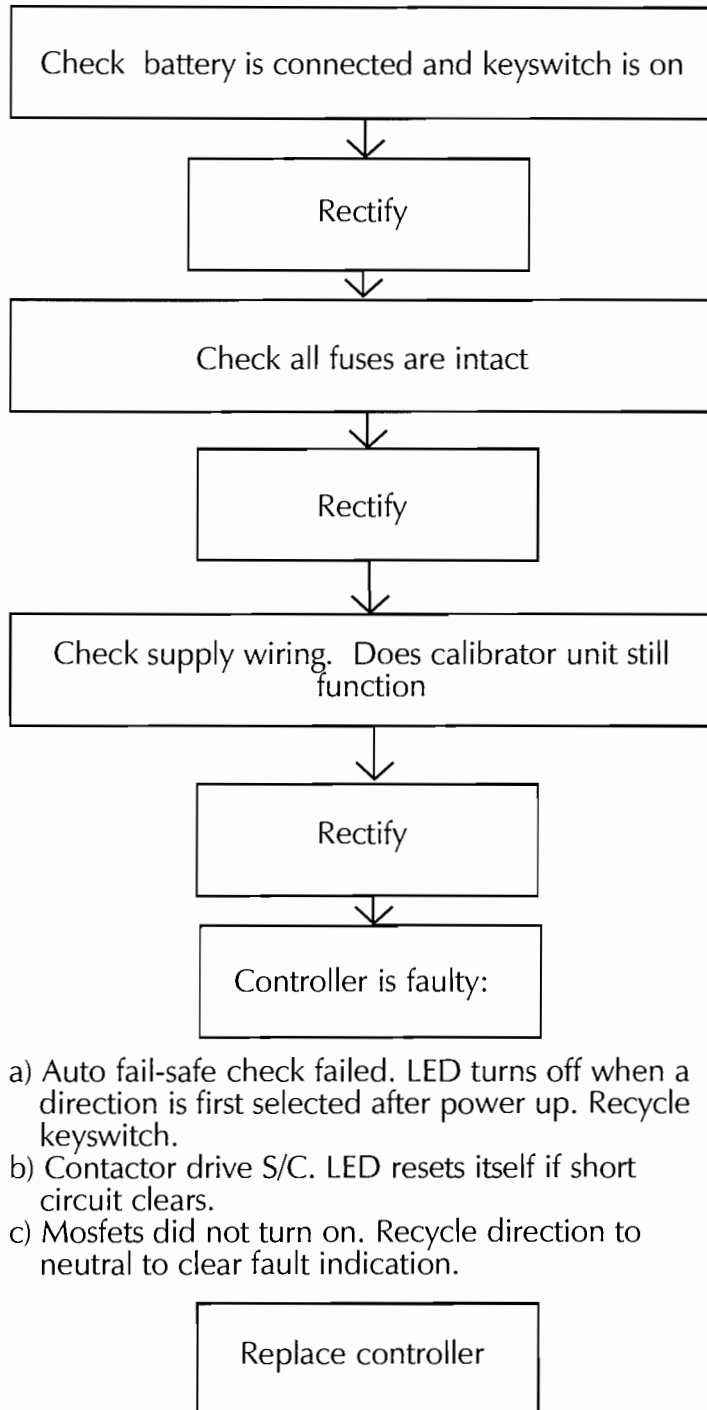 Check battery is connected and keyswitch is on
Rectify
Check all fuses are intact
Rectify
Check supply wiring. Does calibrator unit still
function
Rectify
Controller is faulty:
a) Auto fail-safe check failed. LED turns off when a
direction is first selected after power up. Recycle
keyswitch.
b) Contactor drive S/C. LED resets itself if short
circuit clears.
c) Mosfets did not turn on. Recycle direction to
neutral to clear fault indication.
Replace controller